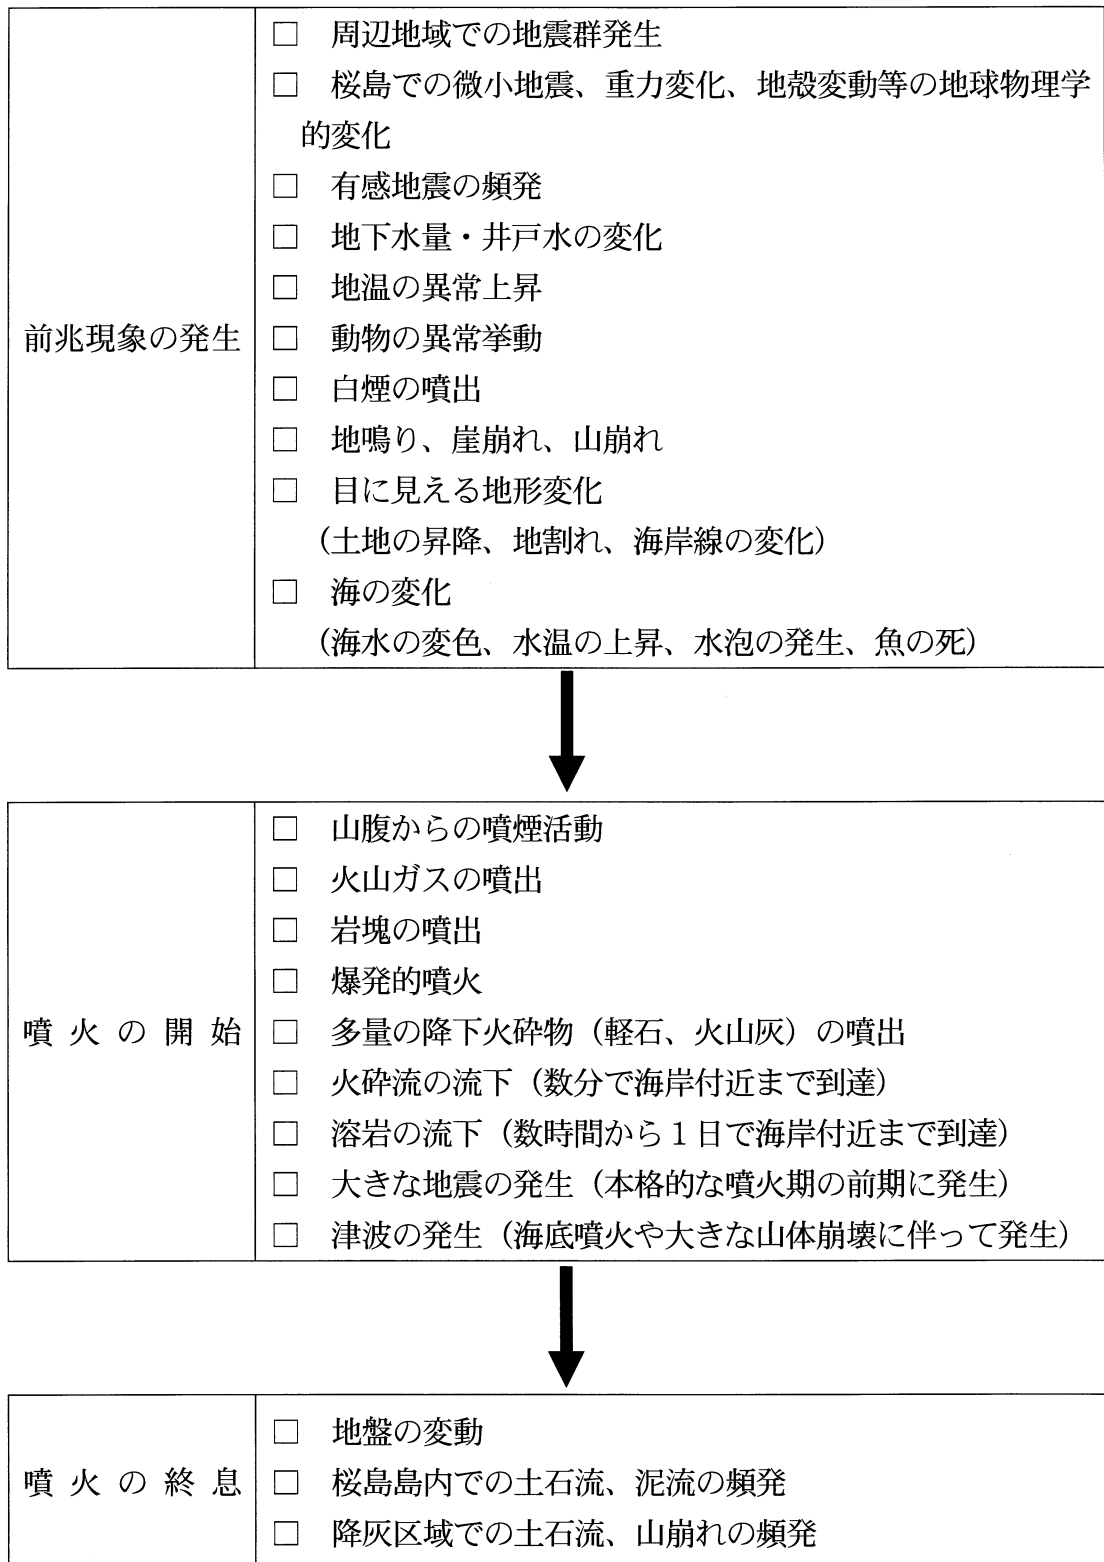 前兆現象の発生
□ 周辺地域での地震群発生
□ 桜島での微小地震、重力変化、地殻変動等の地球物理学
的変化
□ 有感地震の頻発
□ 地下水量・井戸水の変化
□ 地温の異常上昇
□ 動物の異常挙動
□ 白煙の噴出
□ 地鳴り、崖崩れ、山崩れ
□ 目に見える地形変化
(土地の昇降、地割れ、海岸線の変化)
□ 海の変化
(海水の変色、水温の上昇、水泡の発生、魚の死)
噴火の開始
□ 山腹からの噴煙活動
□ 火山ガスの噴出
□ 岩塊の噴出
□ 爆発的噴火
□ 多量の降下火砕物(軽石、火山灰)の噴出
□ 火砕流の流下(数分で海岸付近まで到達)
□ 溶岩の流下(数時間から1日で海岸付近まで到達)
□ 大きな地震の発生(本格的な噴火期の前期に発生)
□ 津波の発生(海底噴火や大きな山体崩壊に伴って発生)
噴火の終息
□ 地盤の変動
□ 桜島島内での土石流、泥流の頻発
□ 降灰区域での土石流、山崩れの頻発